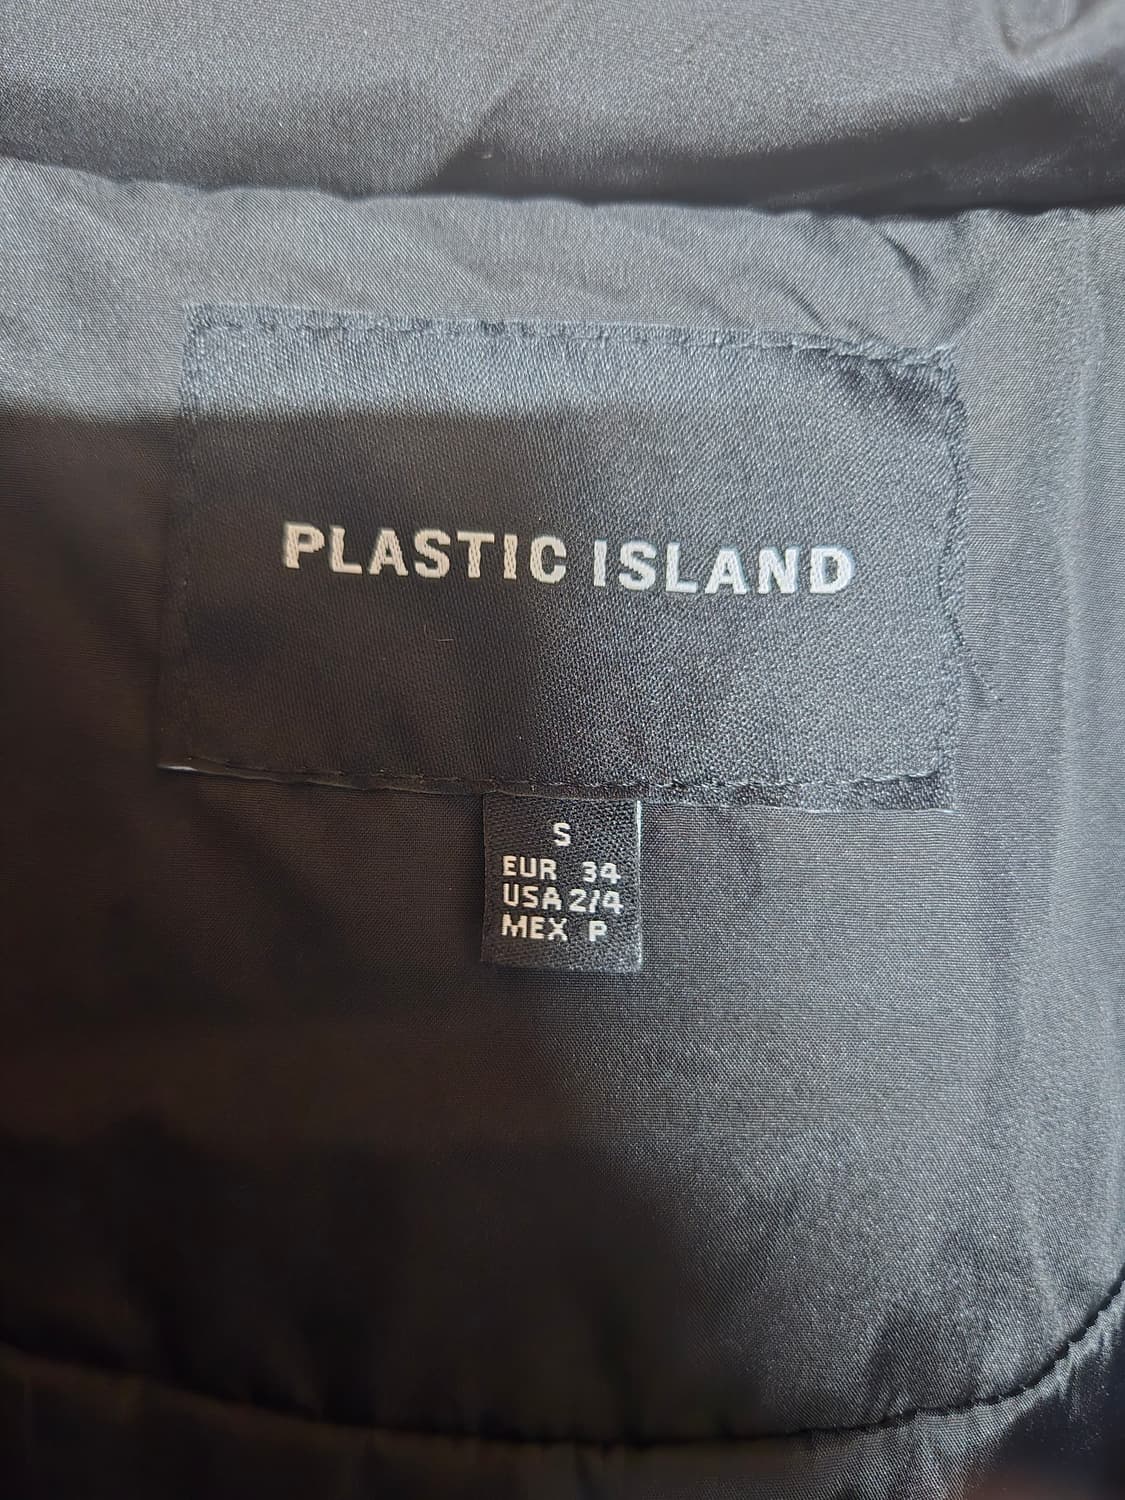 PLASTIC ISLAND
S
EUR 34
USA 2/4
MEX P